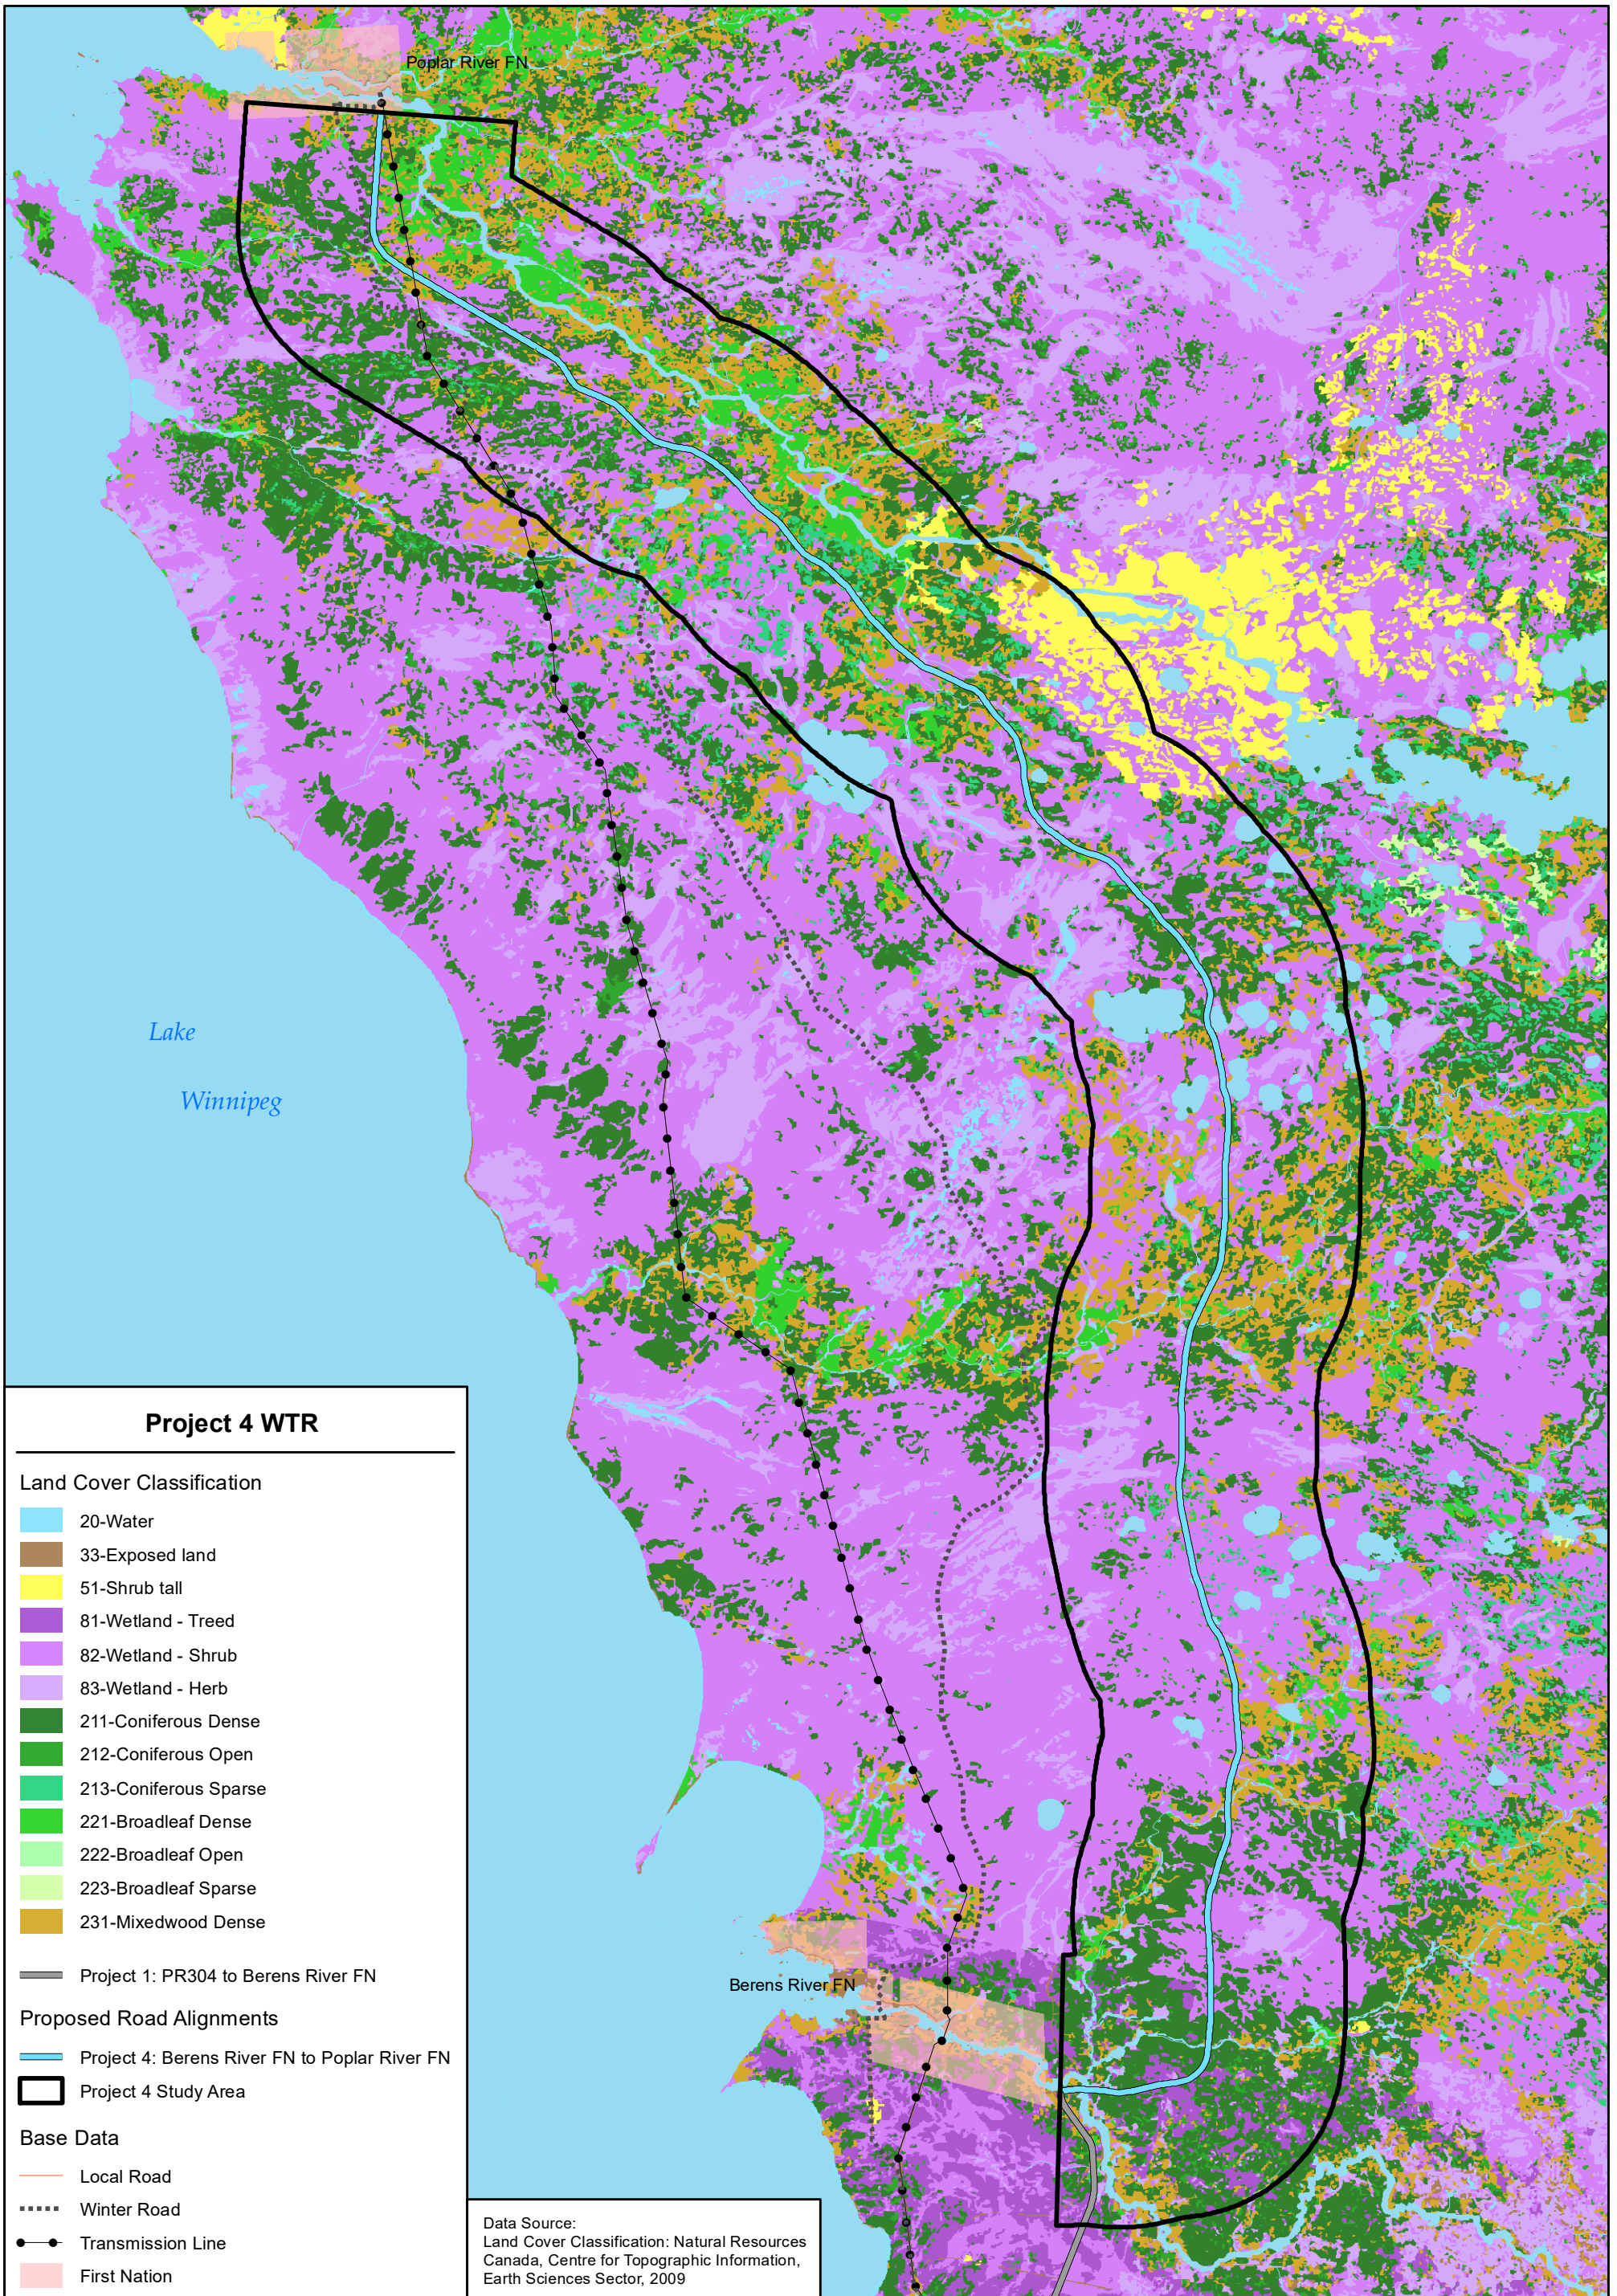 Poplar River FN
Lake
Winnipeg
Berens River FN
Project 4 WTR
Land Cover Classification
20-Water
33-Exposed land
51-Shrub tall
81-Wetland - Treed
82-Wetland - Shrub
83-Wetland - Herb
211-Coniferous Dense
212-Coniferous Open
213-Coniferous Sparse
221-Broadleaf Dense
222-Broadleaf Open
223-Broadleaf Sparse
231-Mixedwood Dense
Project 1: PR304 to Berens River FN
Proposed Road Alignments
Project 4: Berens River FN to Poplar River FN
Project 4 Study Area
Base Data
Local Road
Winter Road
Transmission Line
First Nation
Data Source:
Land Cover Classification: Natural Resources
Canada, Centre for Topographic Information,
Earth Sciences Sector, 2009